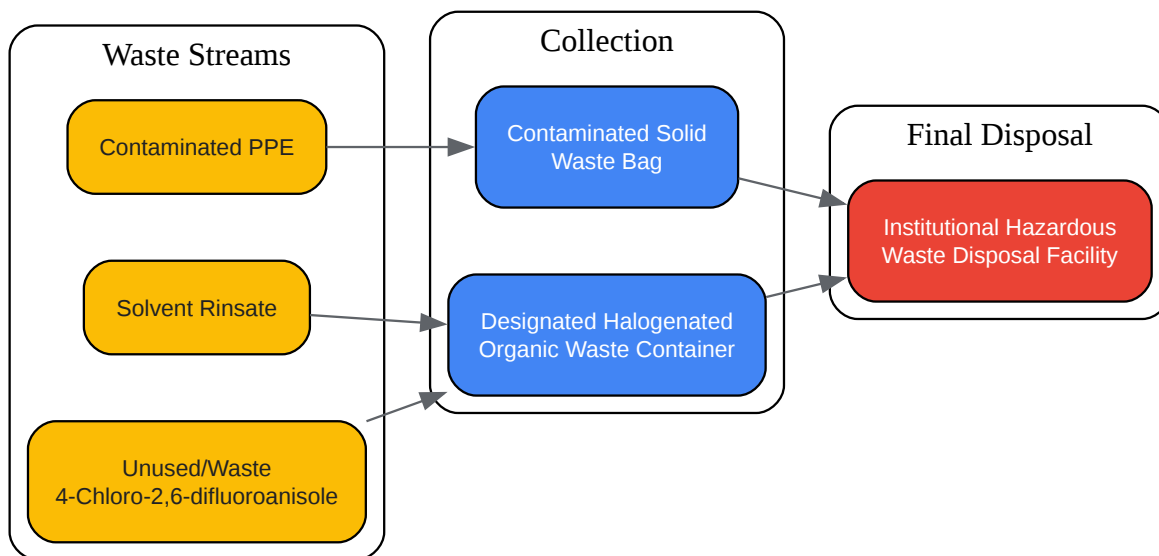 Waste Streams
Contaminated PPE
Solvent Rinsate
Unused/Waste
4-Chloro-2,6-difluoroanisole
Collection
Contaminated Solid
Waste Bag
Designated Halogenated
Organic Waste Container
Final Disposal
Institutional Hazardous
Waste Disposal Facility